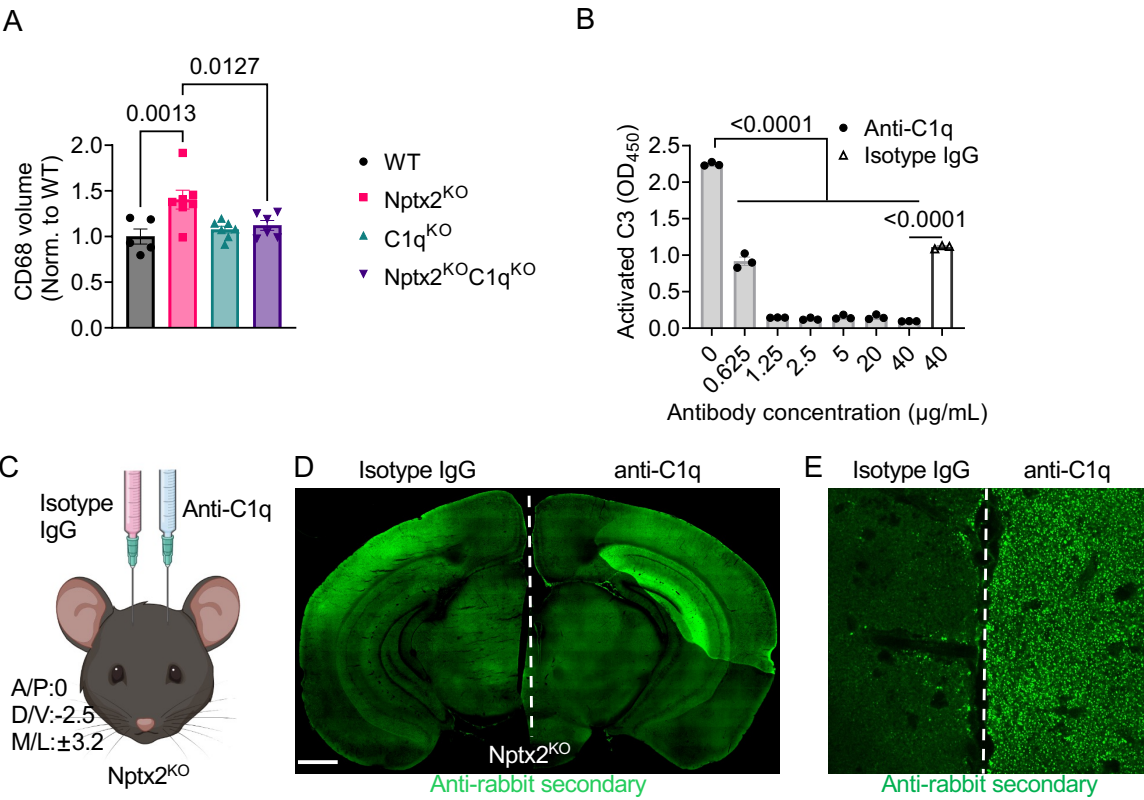 A
0.0127
0.0013
CD68 volume
(Norm. to WT)
2.0
1.5
1.0
0.5
0.0
WT
Nptx2KO
C1qKO
Nptx2KOC1qKO
B
<0.0001
Anti-C1q
Isotype IgG
<0.0001
Activated C3 (OD450)
2.5
2.0
1.5
1.0
0.5
0.0
0
0.625
1.25
2.5
5
20
40
40
Antibody concentration (µg/mL)
C
Isotype
IgG
Anti-C1q
A/P:0
D/V:-2.5
M/L:±3.2
Nptx2KO
D
Isotype IgG
anti-C1q
Nptx2KO
Anti-rabbit secondary
E
Isotype IgG
anti-C1q
Anti-rabbit secondary